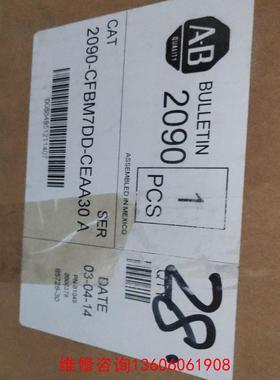 A-B
QUALITY
BULLETIN
2090
1
PCS
ASSEMBLED IN MEXICO
CAT
2090-CFBM7DD-CEAA30 A
SER
DATE
03-04-14
28
维修咨询13606061908